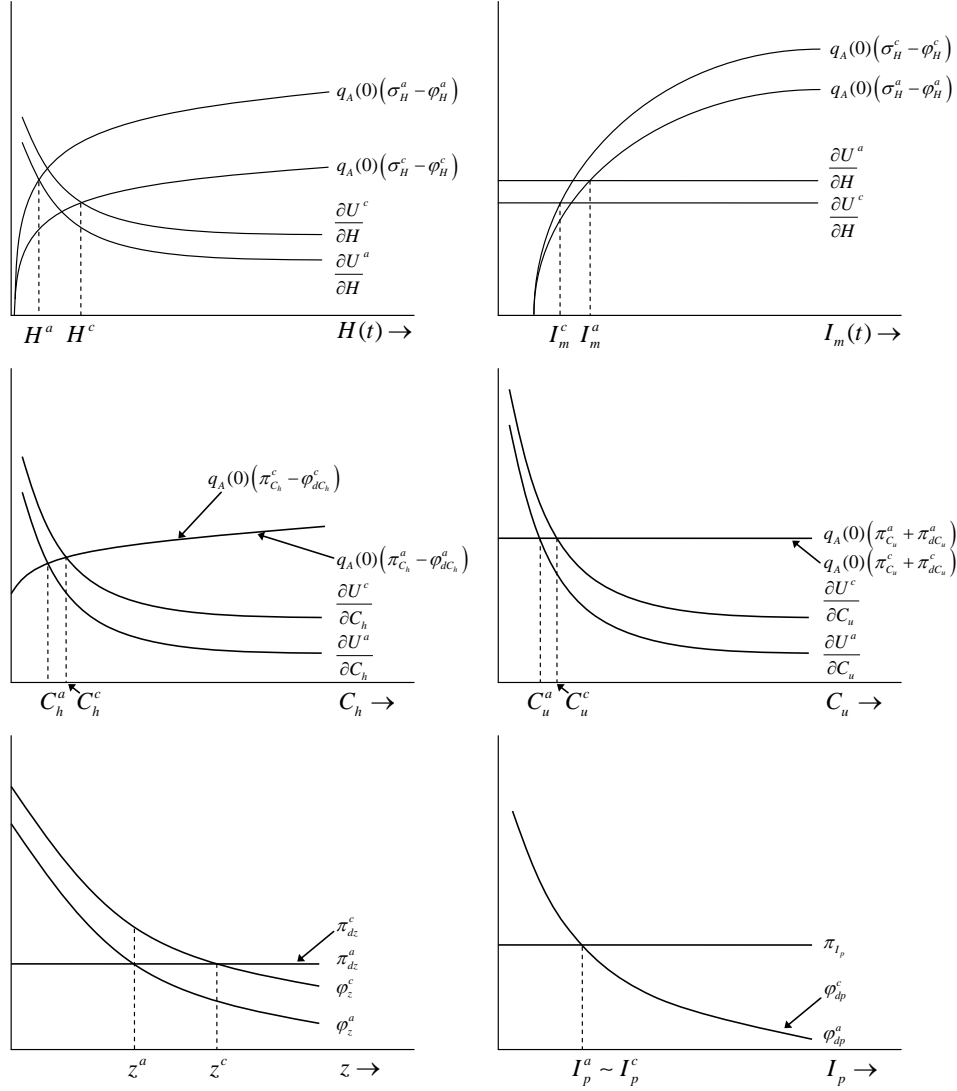 q_A(0)(σ_H^a − φ_H^a)
q_A(0)(σ_H^c − φ_H^c)
∂U^c
∂H
∂U^a
∂H
H^a H^c H(t) →
q_A(0)(σ_H^c − φ_H^c)
q_A(0)(σ_H^a − φ_H^a)
∂U^a
∂H
∂U^c
∂H
I_m^c I_m^a I_m(t) →
q_A(0)(π_{C_h}^c − φ_{dC_h}^c)
q_A(0)(π_{C_h}^a − φ_{dC_h}^a)
∂U^c
∂C_h
∂U^a
∂C_h
C_h^a C_h^c C_h →
q_A(0)(π_{C_u}^a + π_{dC_u}^a)
q_A(0)(π_{C_u}^c + π_{dC_u}^c)
∂U^c
∂C_u
∂U^a
∂C_u
C_u^a C_u^c C_u →
π_{dz}^c
π_{dz}^a
φ_z^c
φ_z^a
z^a z^c z →
π_{I_p}
φ_{dp}^c
φ_{dp}^a
I_p^a ~ I_p^c I_p →